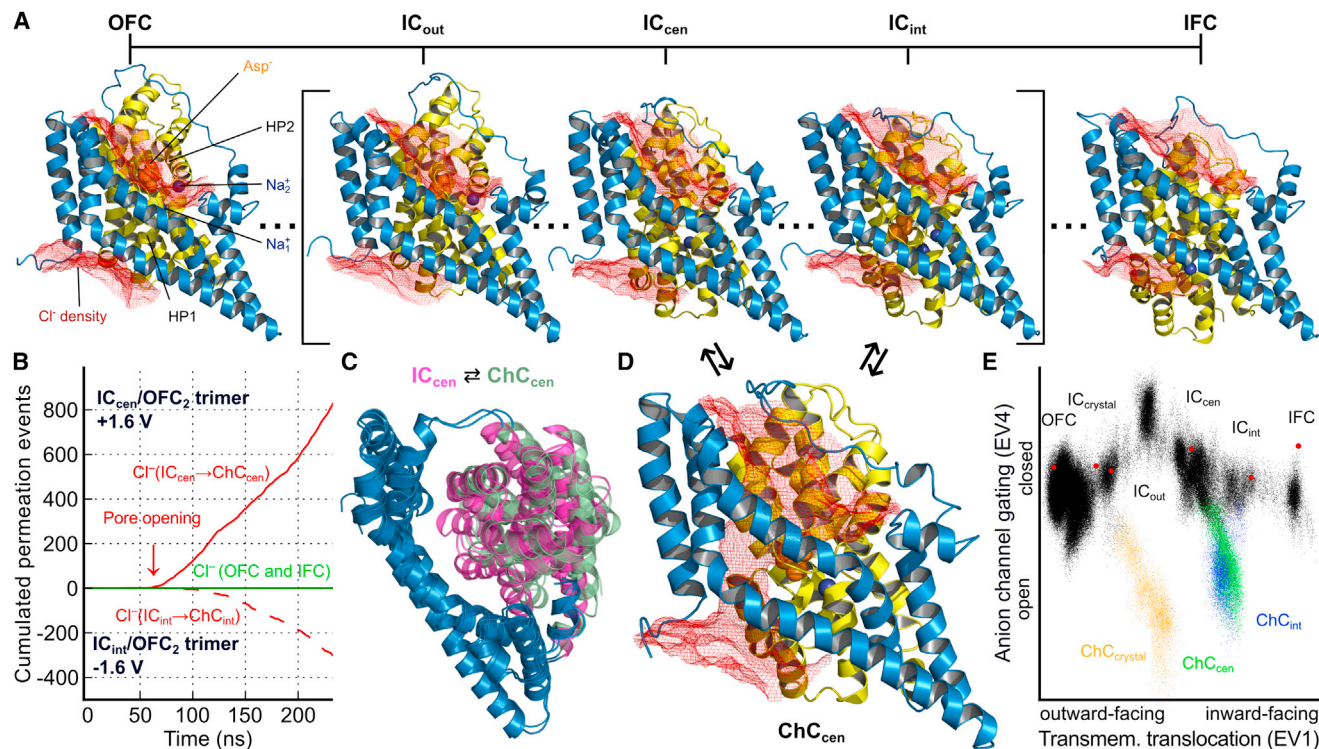 A
OFC
IC_out
IC_cen
IC_int
IFC
Asp⁻
HP2
Na₂⁺
Na₁⁺
Cl⁻ density
HP1
B
IC_cen/OFC₂ trimer
+1.6 V
Cl⁻(IC_cen→ChC_cen)
Pore opening
Cl⁻(OFC and IFC)
Cl⁻(IC_int→ChC_int)
IC_int/OFC₂ trimer
-1.6 V
Cumulated permeation events
800
600
400
200
0
-200
-400
0
50
100
150
200
Time (ns)
C
IC_cen ⇄ ChC_cen
D
ChC_cen
E
Anion channel gating (EV4)
open
closed
OFC
IC_crystal
IC_out
IC_cen
IC_int
IFC
ChC_crystal
ChC_cen
ChC_int
outward-facing
inward-facing
Transmem. translocation (EV1)